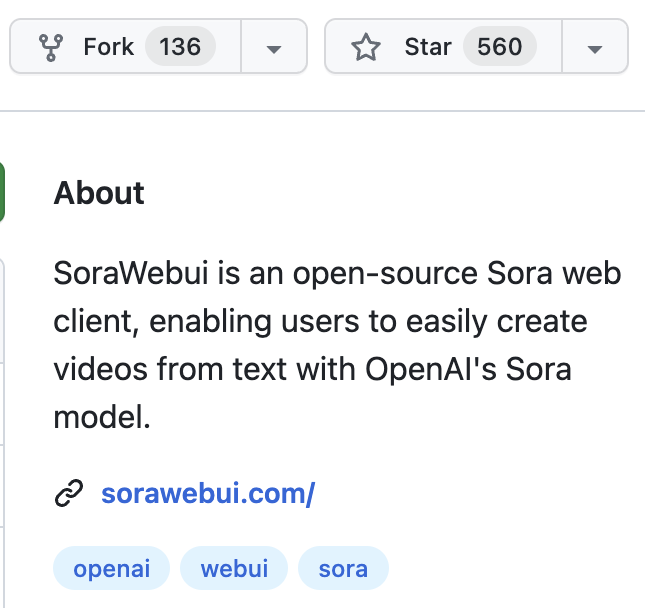 Fork 136 Star 560
About
SoraWebui is an open-source Sora web
client, enabling users to easily create
videos from text with OpenAI's Sora
model.
sorawebui.com/
openai webui sora